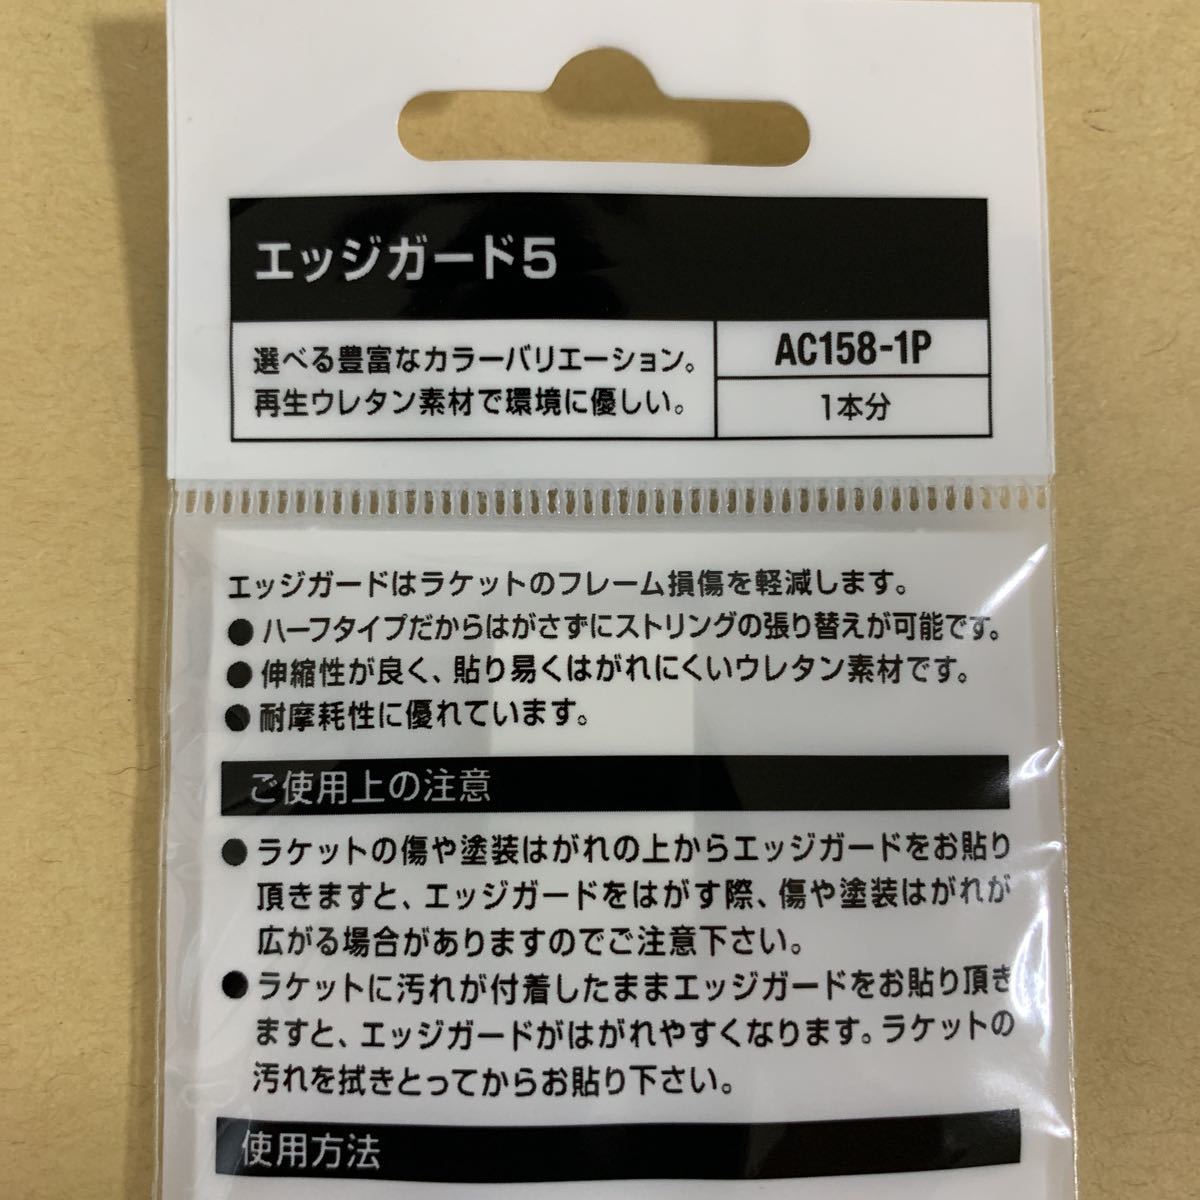 エッジガード5
選べる豊富なカラーバリエーション。
再生ウレタン素材で環境に優しい。
AC158-1P
1本分
エッジガードはラケットのフレーム損傷を軽減します。
●ハーフタイプだからはがさずにストリングの張り替えが可能です。
●伸縮性が良く、貼り易くはがれにくいウレタン素材です。
●耐摩耗性に優れています。
ご使用上の注意
●ラケットの傷や塗装はがれの上からエッジガードをお貼り
頂きますと、エッジガードをはがす際、傷や塗装はがれが
広がる場合がありますのでご注意下さい。
●ラケットに汚れが付着したままエッジガードをお貼り頂き
ますと、エッジガードがはがれやすくなります。ラケットの
汚れを拭きとってからお貼り下さい。
使用方法